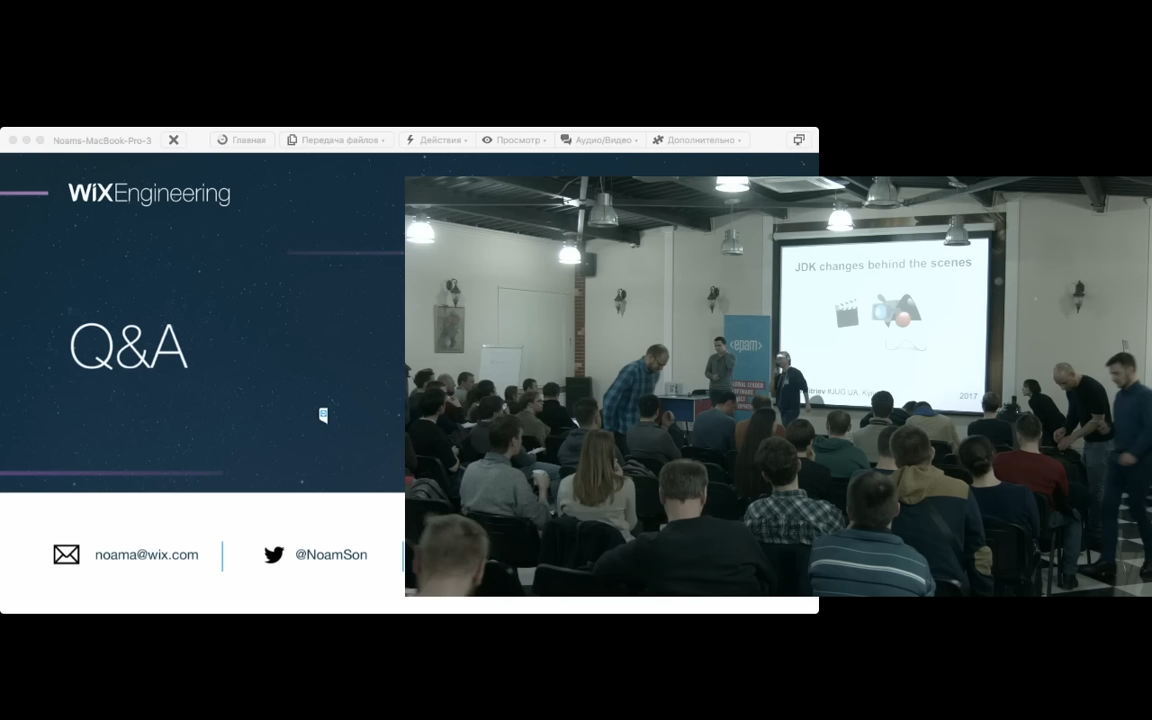 Noams-MacBook-Pro-3
Главная
Передача файлов
Действия
Просмотр
Аудио/Видео
Дополнительно
WIXEngineering
Q&A
noama@wix.com
@NoamSon
JDK changes behind the scenes
2017
<epam>